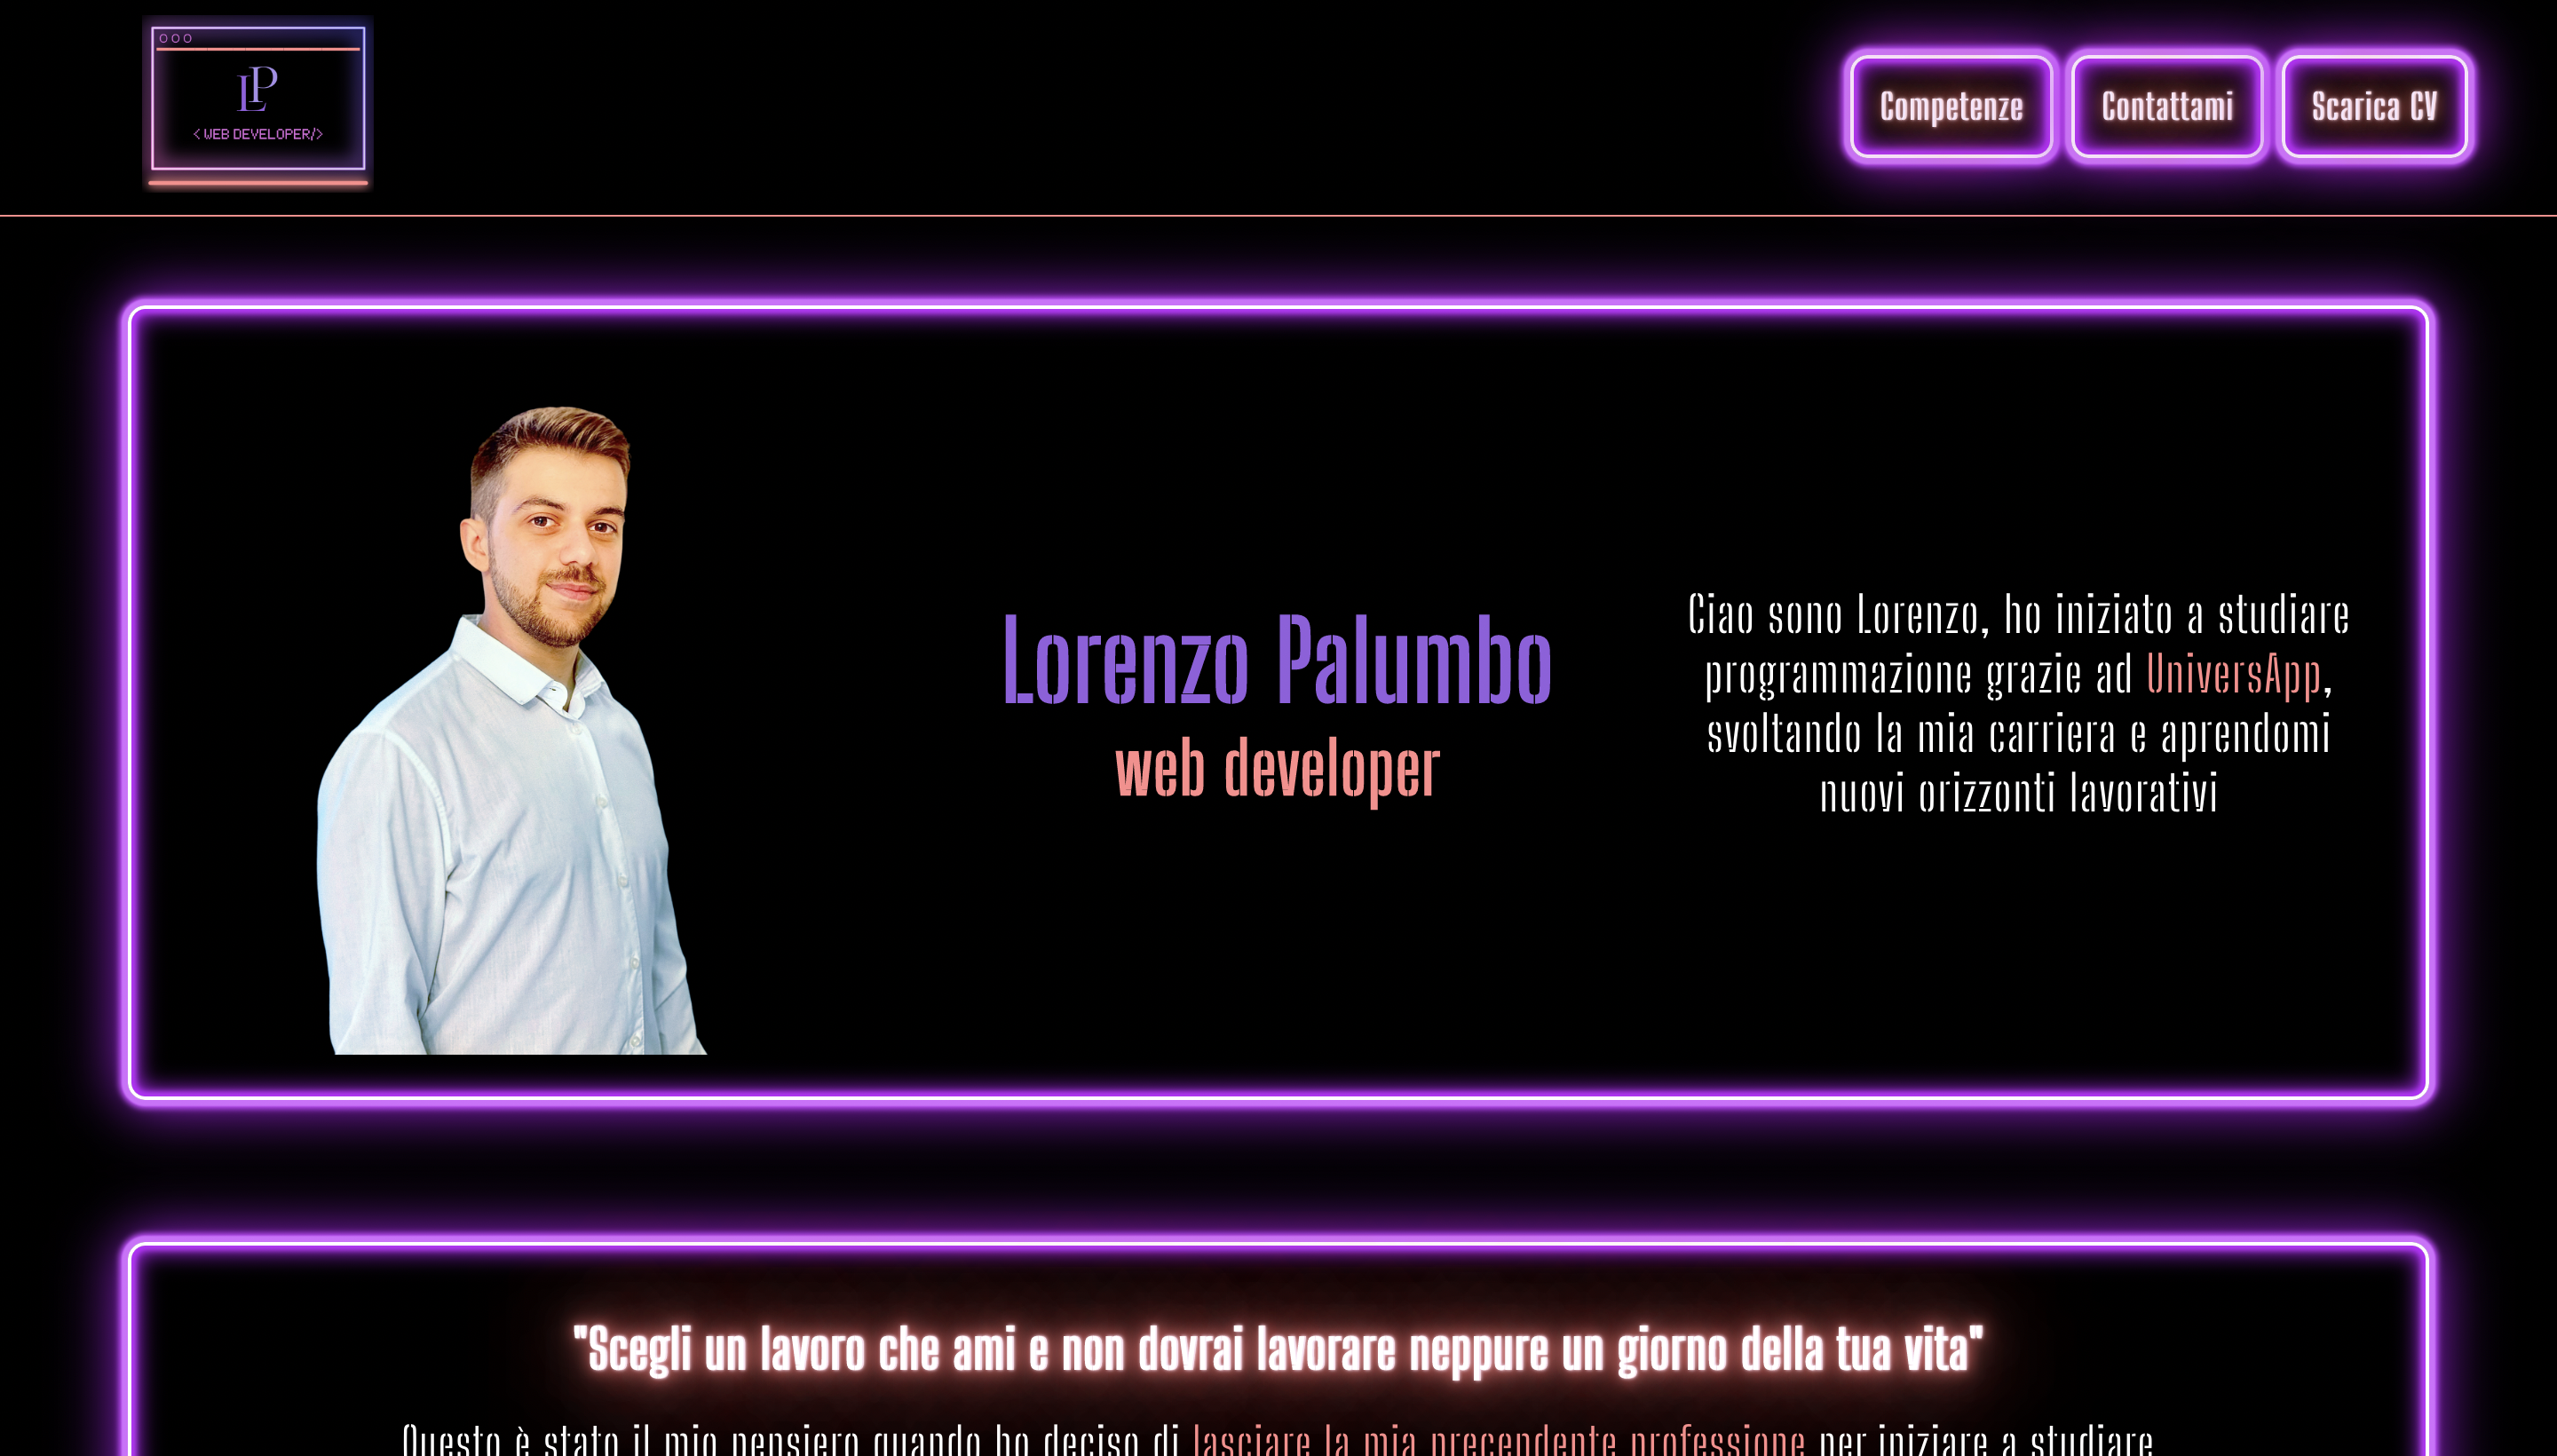 LP
< WEB DEVELOPER/>
Competenze
Contattami
Scarica CV
Lorenzo Palumbo
web developer
Ciao sono Lorenzo, ho iniziato a studiare
programmazione grazie ad UniversApp,
svoltando la mia carriera e aprendomi
nuovi orizzonti lavorativi
"Scegli un lavoro che ami e non dovrai lavorare neppure un giorno della tua vita"
Questo è stato il mio pensiero quando ho deciso di lasciare la mia precendente professione per iniziare a studiare